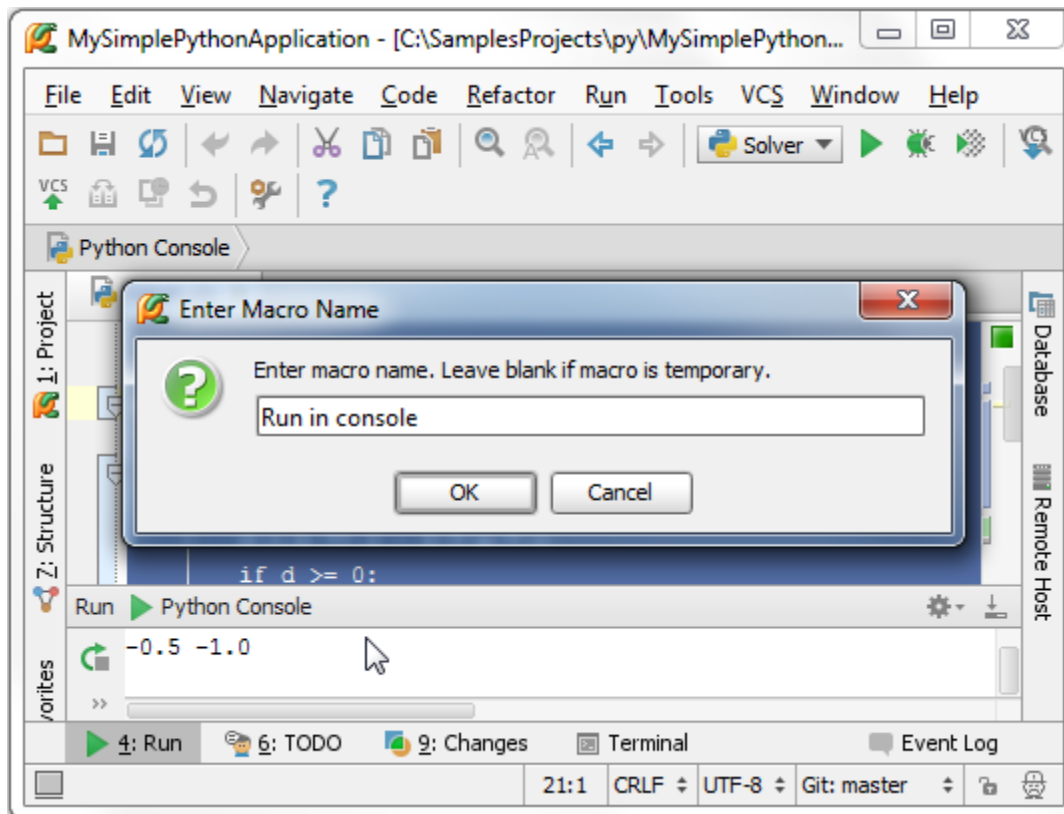 MySimplePythonApplication - [C:\SamplesProjects\py\MySimplePython...
File Edit View Navigate Code Refactor Run Tools VCS Window Help
Solver
VCS
Python Console
Enter Macro Name
Enter macro name. Leave blank if macro is temporary.
Run in console
OK Cancel
1: Project
7: Structure
vorites
Database
Remote Host
if d >= 0:
Run Python Console
-0.5 -1.0
4: Run 6: TODO 9: Changes Terminal Event Log
21:1 CRLF UTF-8 Git: master